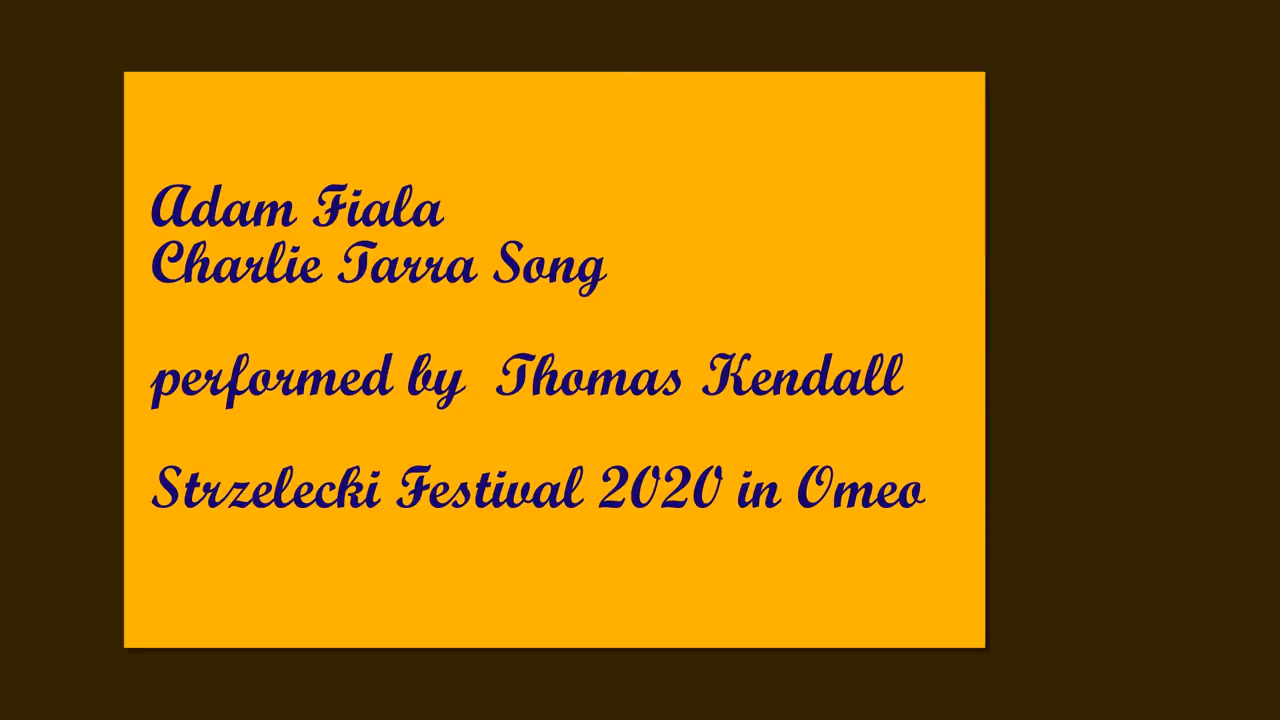 Adam Fiala
Charlie Tarra Song
performed by Thomas Kendall
Strzelecki Festival 2020 in Omeo